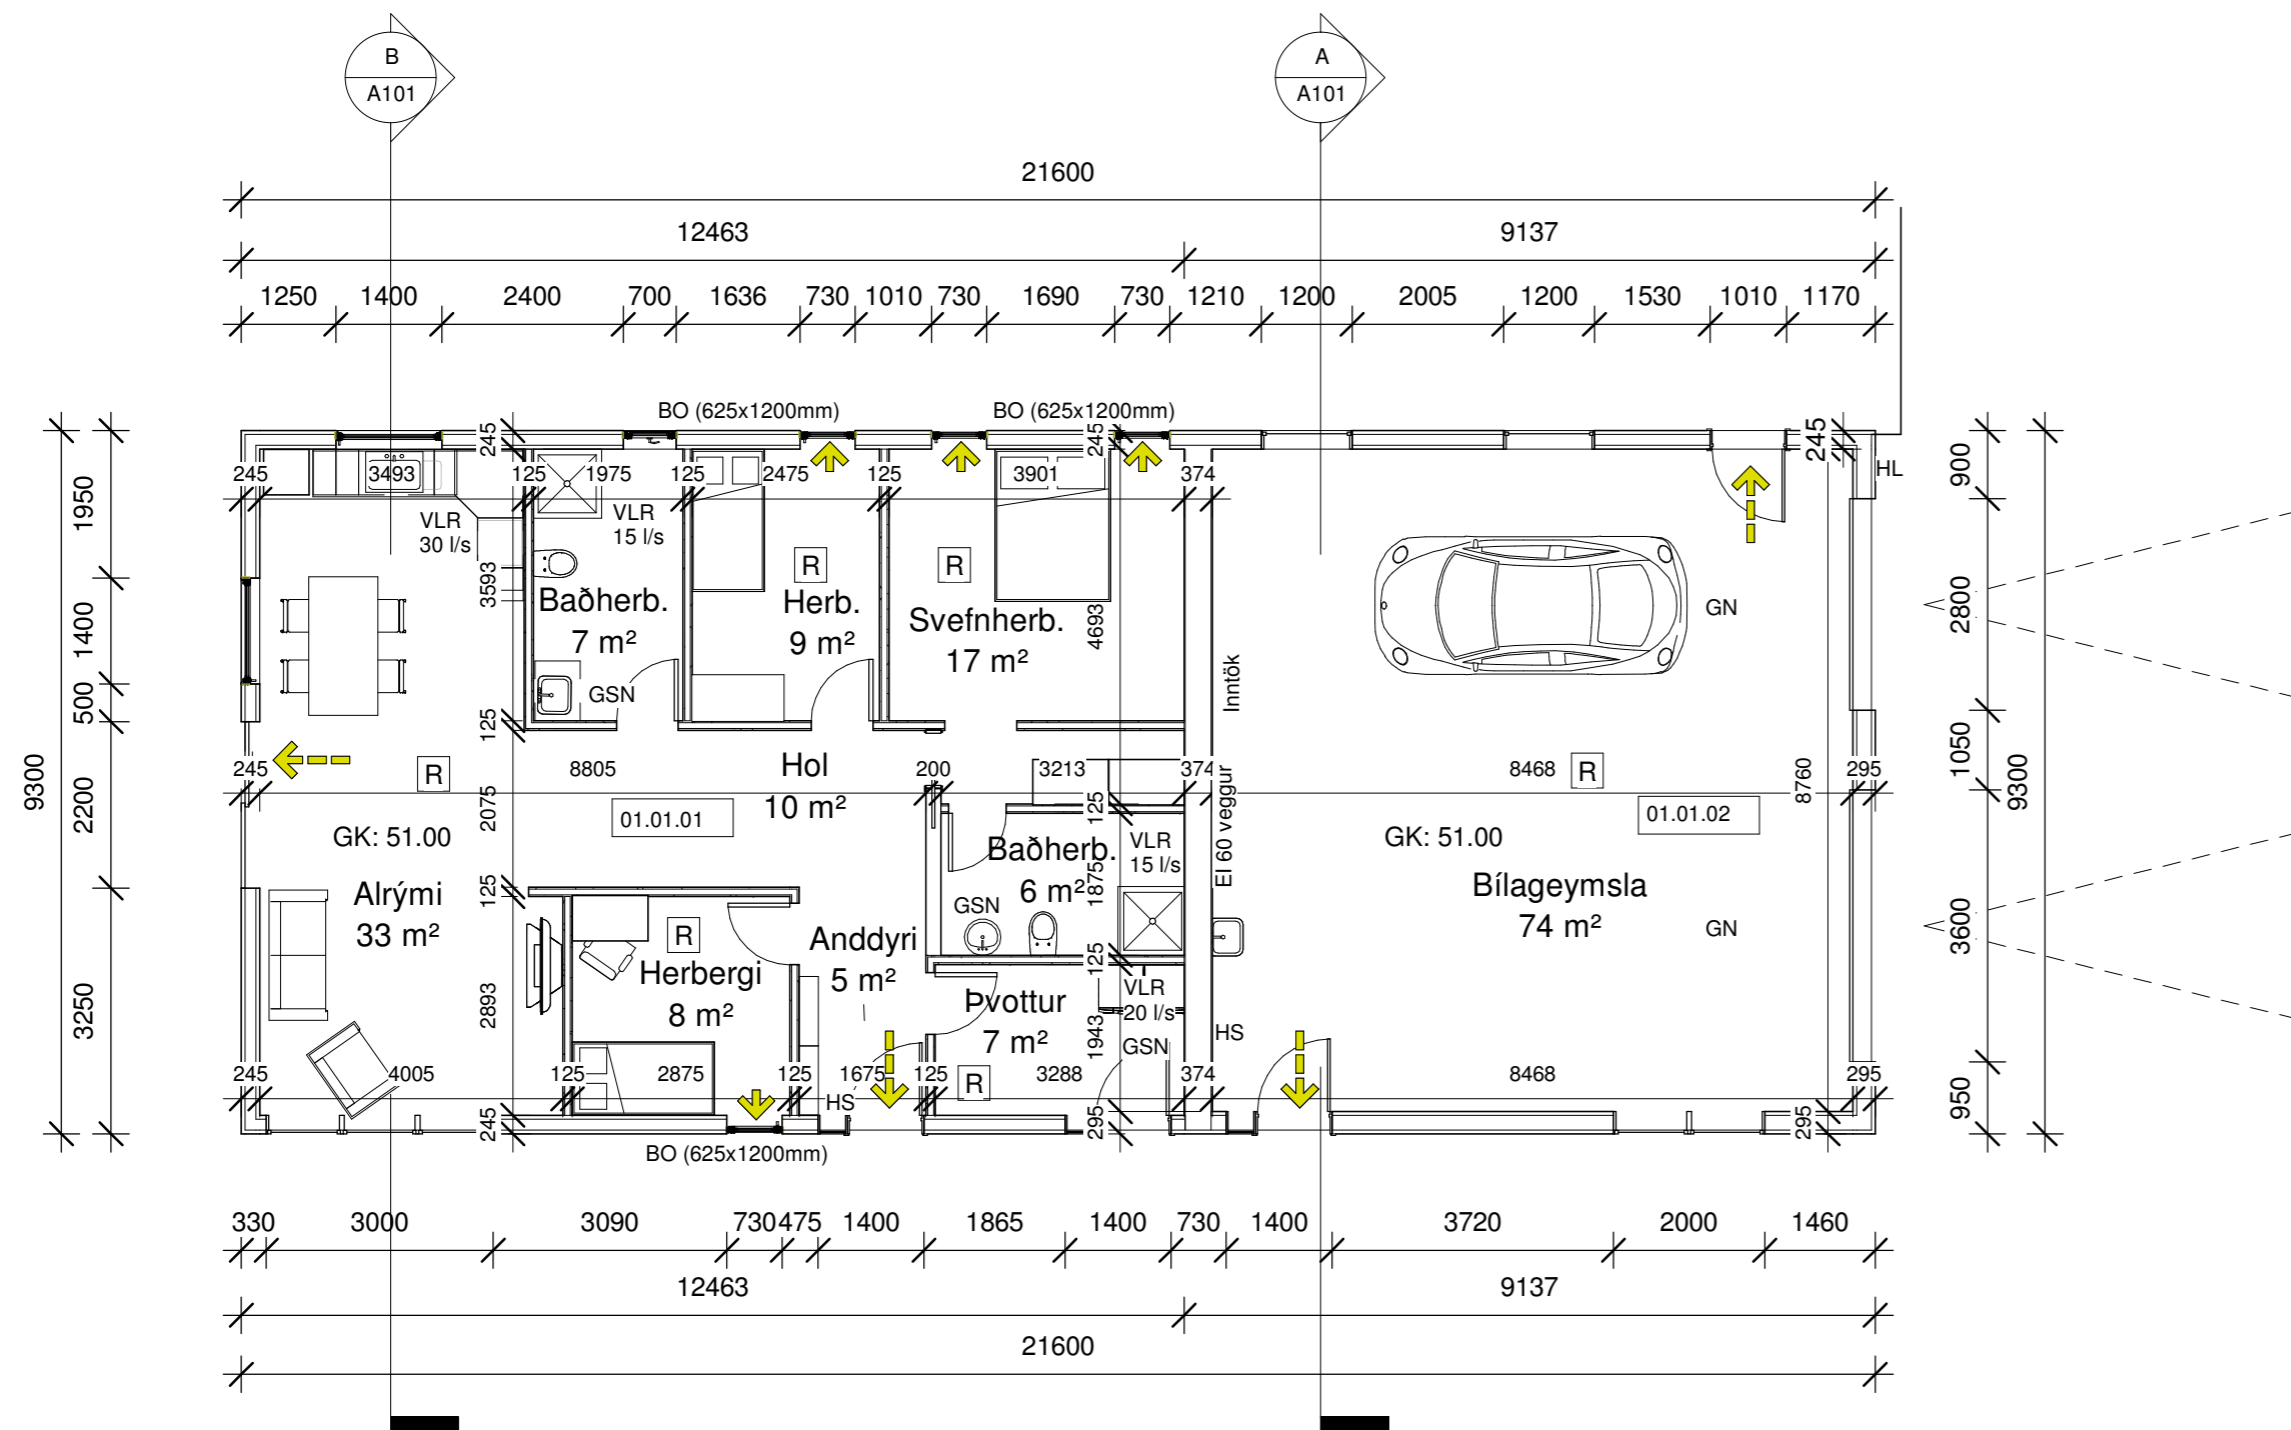 B
A101
A
A101
21600
12463
9137
1250
1400
2400
700
1636
730
1010
730
1690
730
1210
1200
2005
1200
1530
1010
1170
BO (625x1200mm)
BO (625x1200mm)
245
245
245
245
3493
125
1975
125
2475
125
3901
374
HL
VLR
30 l/s
VLR
15 l/s
R
R
3593
Baðherb.
7 m²
Herb.
9 m²
Svefnherb.
17 m²
4693
GN
GSN
Inntök
125
245
R
8805
Hol
10 m²
200
3213
374
8468
R
8760
295
2075
01.01.01
125
01.01.02
GK: 51.00
GK: 51.00
Baðherb.
6 m²
VLR
15 l/s
1875
EI 60 veggur
Alrými
33 m²
125
Bílageymsla
74 m²
GSN
GN
R
Herbergi
8 m²
Anddyri
5 m²
125
2893
Þvottur
7 m²
VLR
20 l/s
1943
HS
GSN
245
4005
125
2875
125
1675
125
R
3288
374
8468
295
HS
245
295
295
BO (625x1200mm)
9300
1950
1400
500
2200
3250
900
2800
1050
3600
950
9300
330
3000
3090
730
475
1400
1865
1400
730
1400
3720
2000
1460
12463
9137
21600